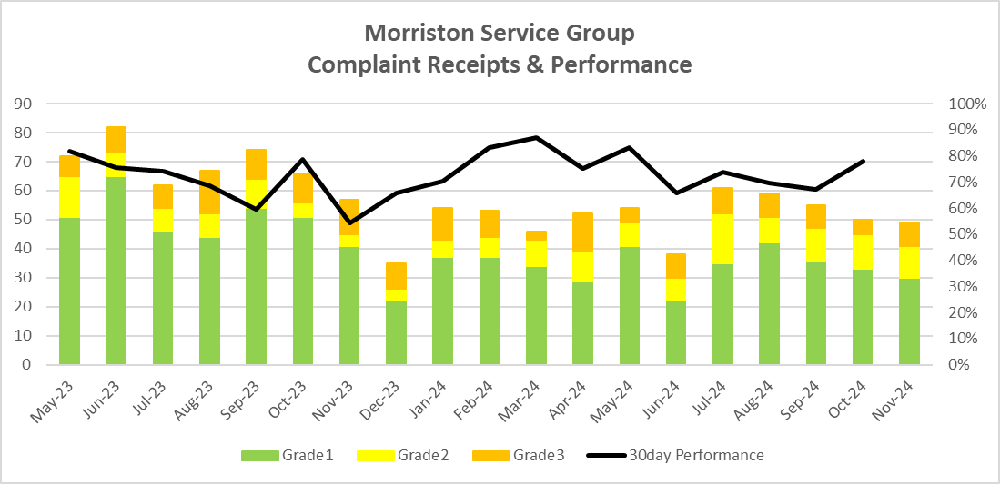 Morriston Service Group
Complaint Receipts & Performance
90
80
70
60
50
40
30
20
10
0
100%
90%
80%
70%
60%
50%
40%
30%
20%
10%
0%
May-23
Jun-23
Jul-23
Aug-23
Sep-23
Oct-23
Nov-23
Dec-23
Jan-24
Feb-24
Mar-24
Apr-24
May-24
Jun-24
Jul-24
Aug-24
Sep-24
Oct-24
Nov-24
Grade1 Grade2 Grade3 30day Performance